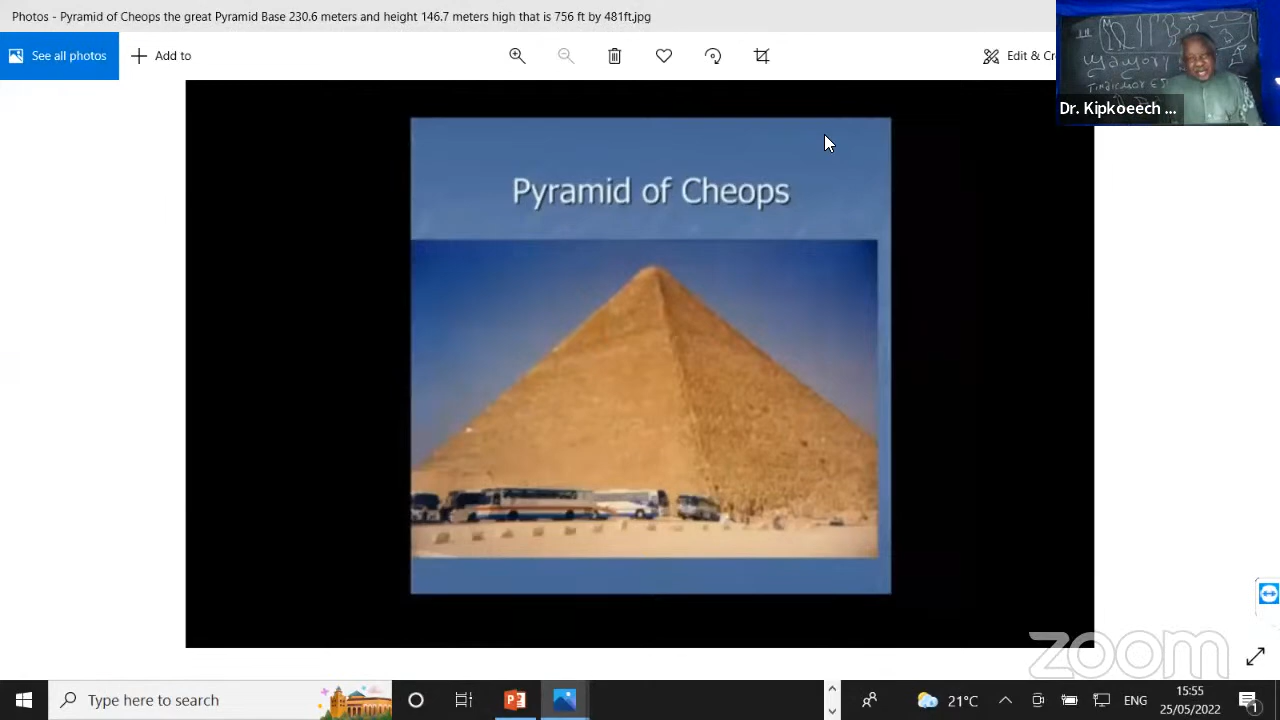 Photos - Pyramid of Cheops the great Pyramid Base 230.6 meters and height 146.7 meters high that is 756 ft by 481ft.jpg
See all photos
Add to
Edit & Cr
Dr. Kipkoeech ...
Pyramid of Cheops
zoom
Type here to search
21°C
ENG
15:55
25/05/2022
1